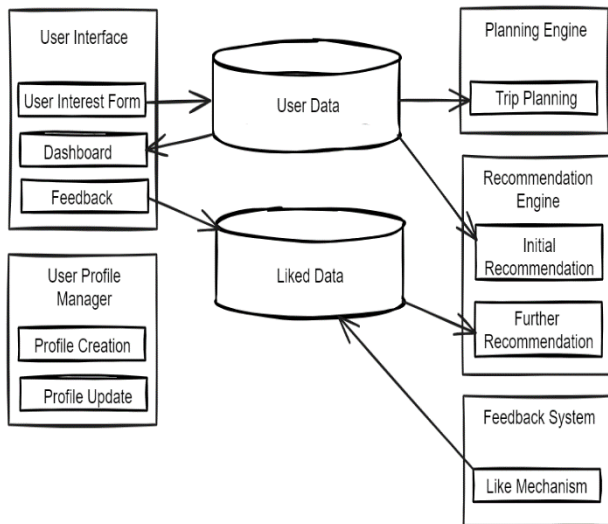 User Interface
User Interest Form
Dashboard
Feedback
User Data
Planning Engine
Trip Planning
Liked Data
Recommendation
Engine
Initial
Recommendation
Further
Recommendation
User Profile
Manager
Profile Creation
Profile Update
Feedback System
Like Mechanism